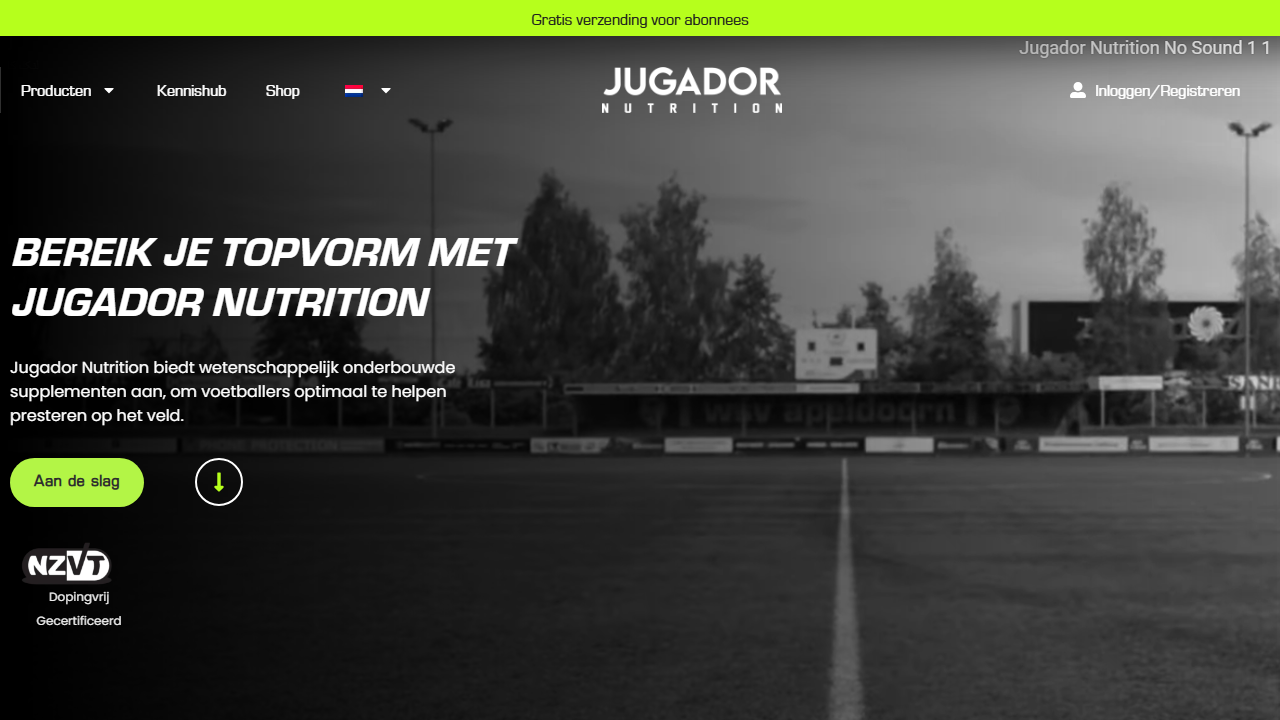 Gratis verzending voor abonnees
Jugador Nutrition No Sound 1 1
Producten
Kennishub
Shop
JUGADOR
NUTRITION
Inloggen/Registreren
BEREIK JE TOPVORM MET
JUGADOR NUTRITION
Jugador Nutrition biedt wetenschappelijk onderbouwde
supplementen aan, om voetballers optimaal te helpen
presteren op het veld.
wwv apeldoorn
Aan de slag
NZVT
Dopingvrij
Gecertificeerd